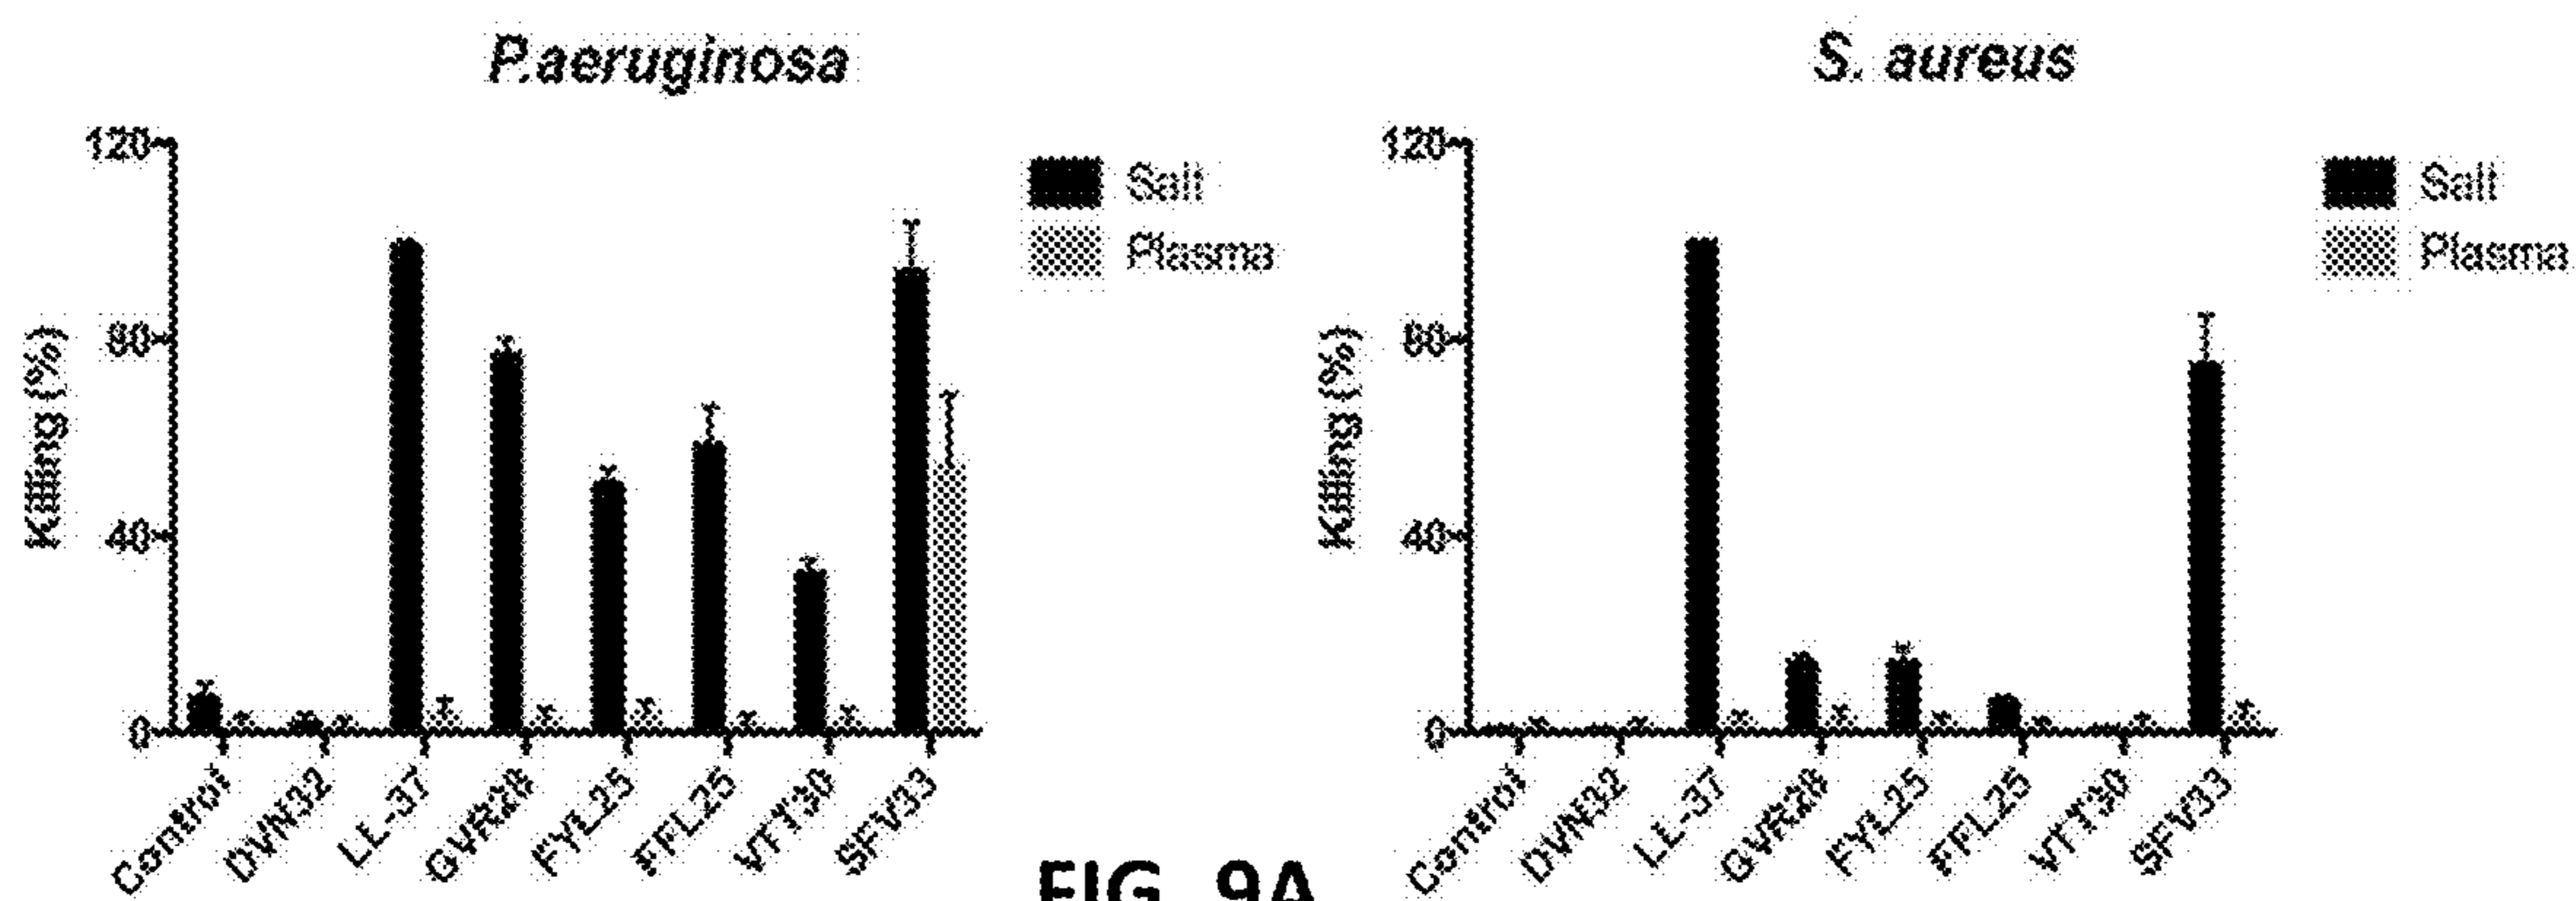 P.aeruginosa
120
80
40
0
Killing (%)
Salt
Plasma
Control
DVN32
LL-37
GVR28
FYL25
FFL25
VFT30
SFV33
S. aureus
120
80
40
0
Killing (%)
Salt
Plasma
Control
DVN32
LL-37
GVR28
FYL25
FFL25
VFT30
SFV33
FIG. 9A